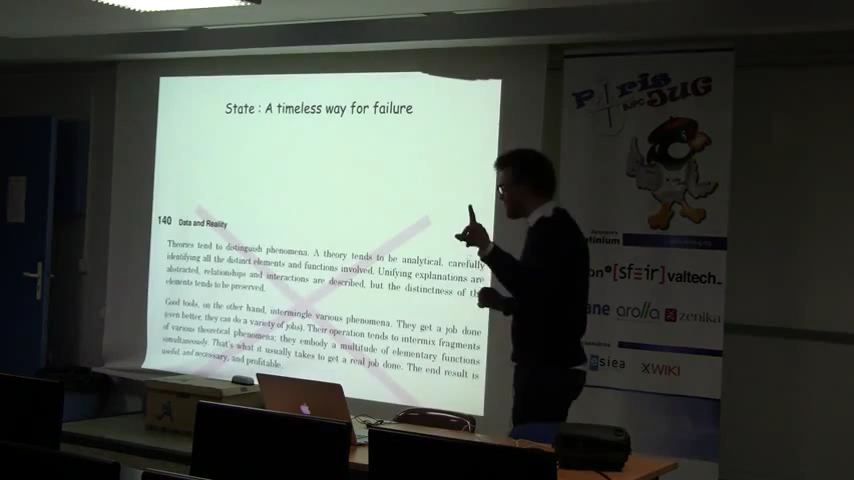 State : A timeless way for failure
140 Data and Reality
Theories tend to distinguish phenomena. A theory tends to be analytical, carefully
identifying all the distinct elements and functions involved. Unifying explanations are
abstracted, relationships and interactions are described, but the distinctness of the
elements tends to be preserved.
Good tools, on the other hand, intermingle various phenomena. They get a job done
(even better, they can do a variety of jobs). Their operation tends to intermix fragments
of various theoretical phenomena; they embody a multitude of elementary functions
simultaneously. That's what it usually takes to get a real job done. The end result is
useful, and necessary, and profitable.
Paris
JUG
tinium
on [sfeir] valtech_
ane arolla zenika
esiea XWIKI